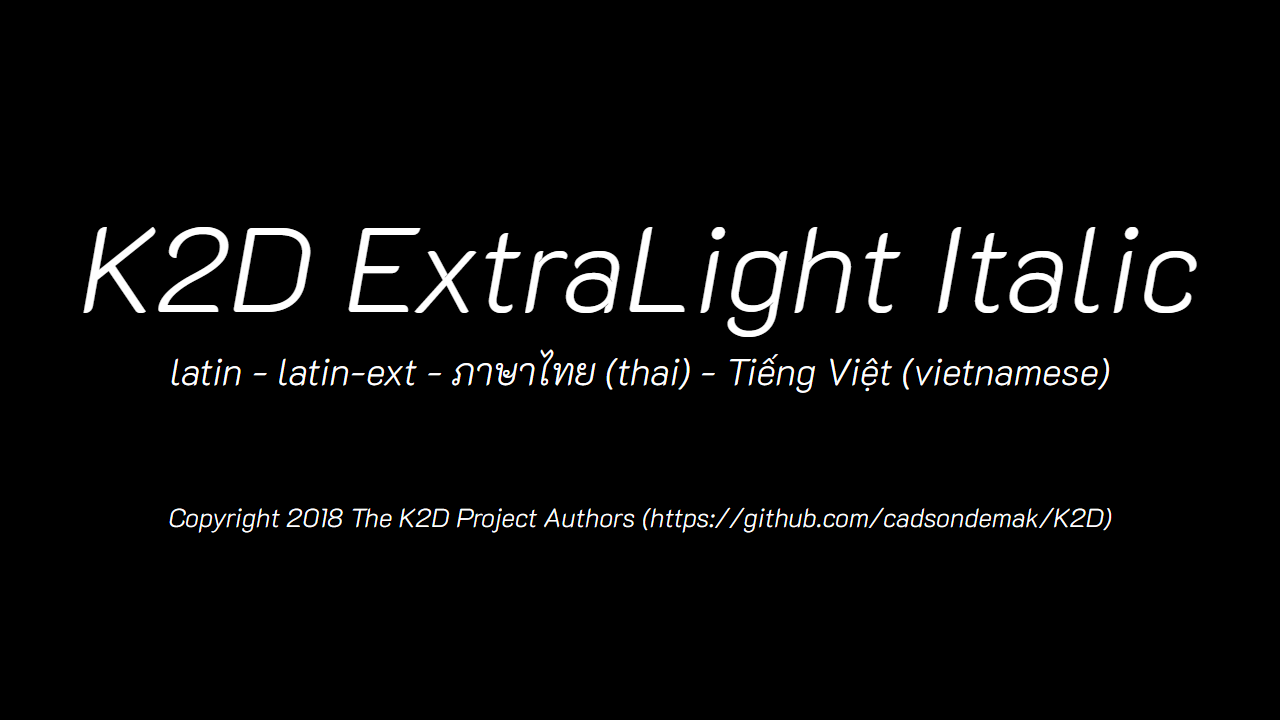 K2D ExtraLight Italic
latin - latin-ext - ภาษาไทย (thai) - Tiếng Việt (vietnamese)
Copyright 2018 The K2D Project Authors (https://github.com/cadsondemak/K2D)